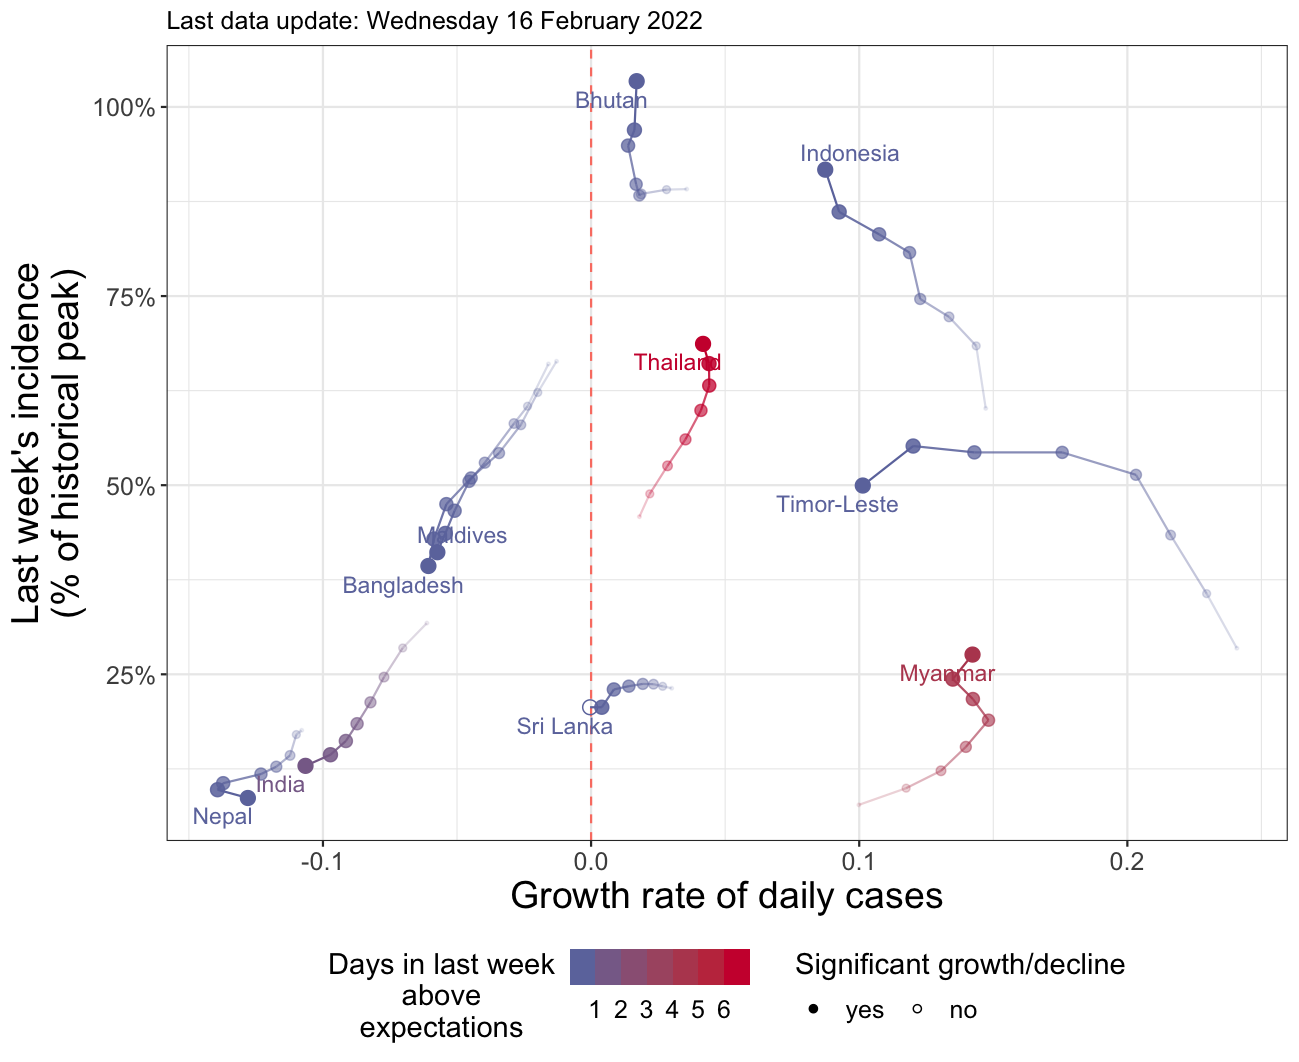 Last data update: Wednesday 16 February 2022
Last week's incidence
(% of historical peak)
100%
75%
50%
25%
Bhutan
Indonesia
Thailand
Timor-Leste
Maldives
Bangladesh
Myanmar
Sri Lanka
India
Nepal
-0.1
0.0
0.1
0.2
Growth rate of daily cases
Days in last week
above
expectations
1 2 3 4 5 6
Significant growth/decline
yes
no